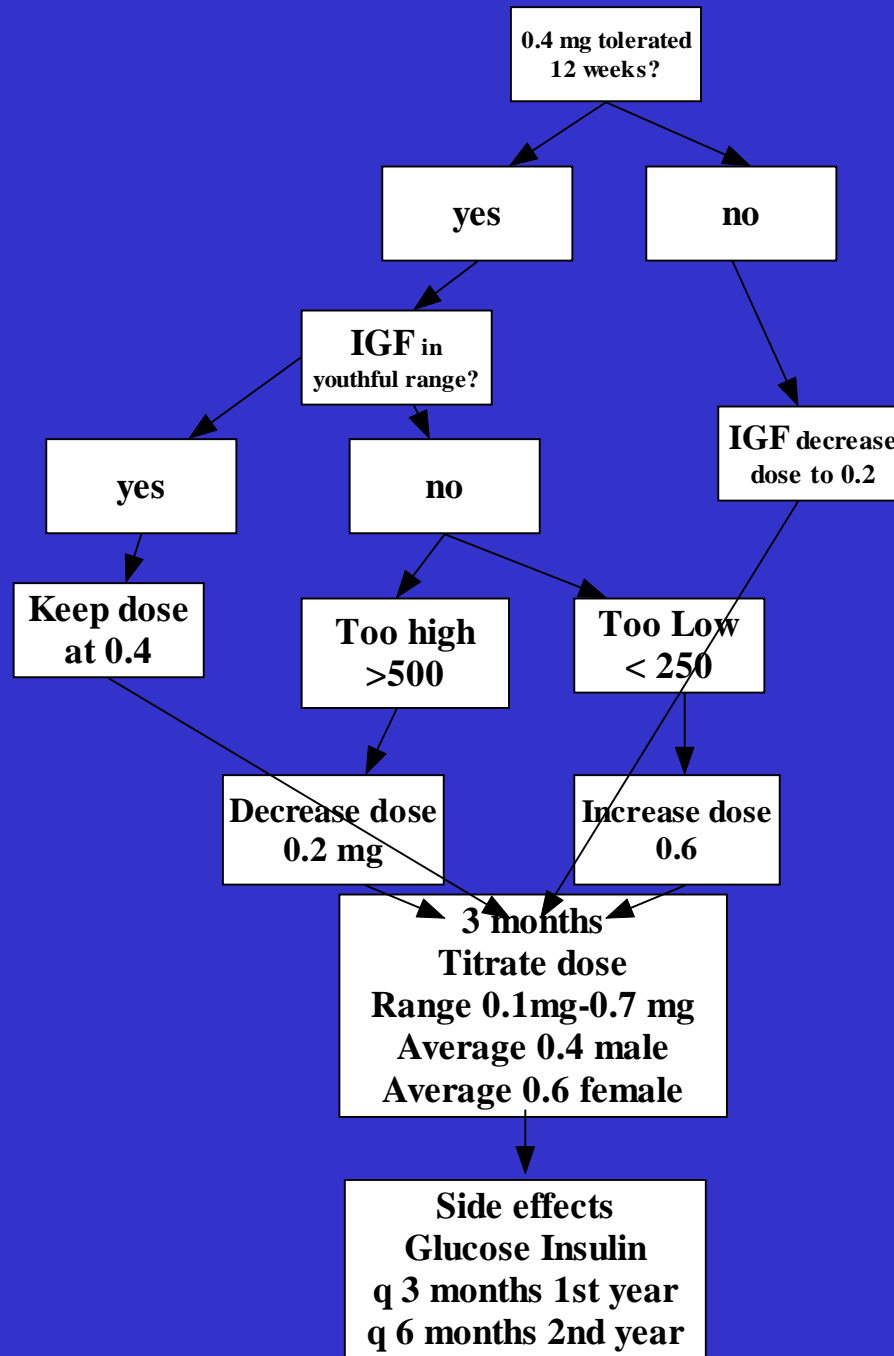 0.4 mg tolerated
12 weeks?
yes
no
IGF in
youthful range?
IGF decrease
dose to 0.2
yes
no
Keep dose
at 0.4
Too high
>500
Too Low
< 250
Decrease dose
0.2 mg
Increase dose
0.6
3 months
Titrate dose
Range 0.1mg-0.7 mg
Average 0.4 male
Average 0.6 female
Side effects
Glucose Insulin
q 3 months 1st year
q 6 months 2nd year